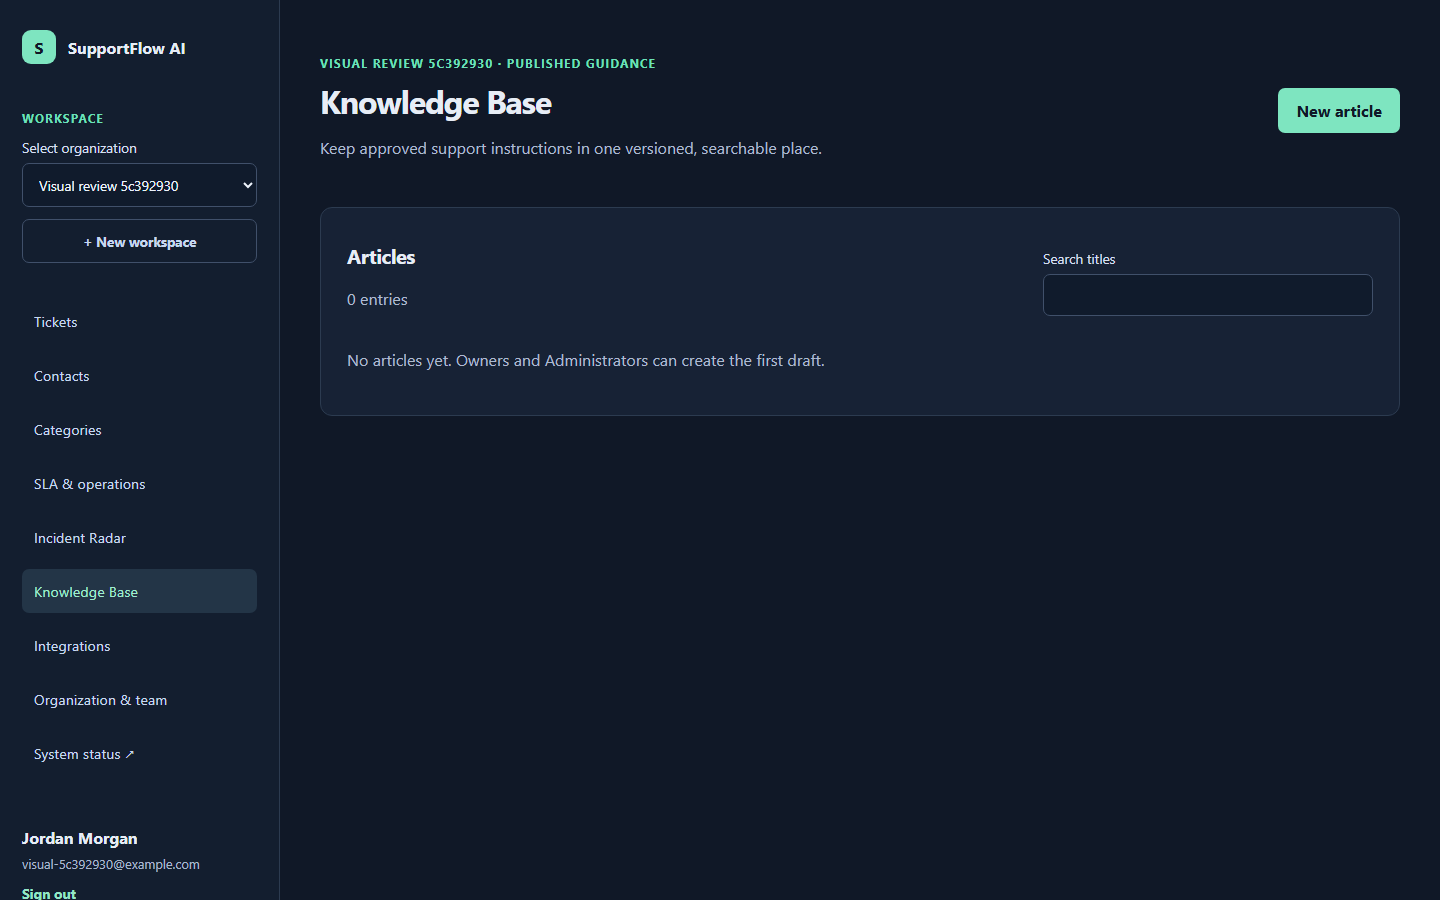 S
SupportFlow AI
WORKSPACE
Select organization
Visual review 5c392930
+ New workspace
Tickets
Contacts
Categories
SLA & operations
Incident Radar
Knowledge Base
Integrations
Organization & team
System status ↗
Jordan Morgan
visual-5c392930@example.com
Sign out
VISUAL REVIEW 5C392930 · PUBLISHED GUIDANCE
Knowledge Base
Keep approved support instructions in one versioned, searchable place.
New article
Articles
0 entries
Search titles
No articles yet. Owners and Administrators can create the first draft.